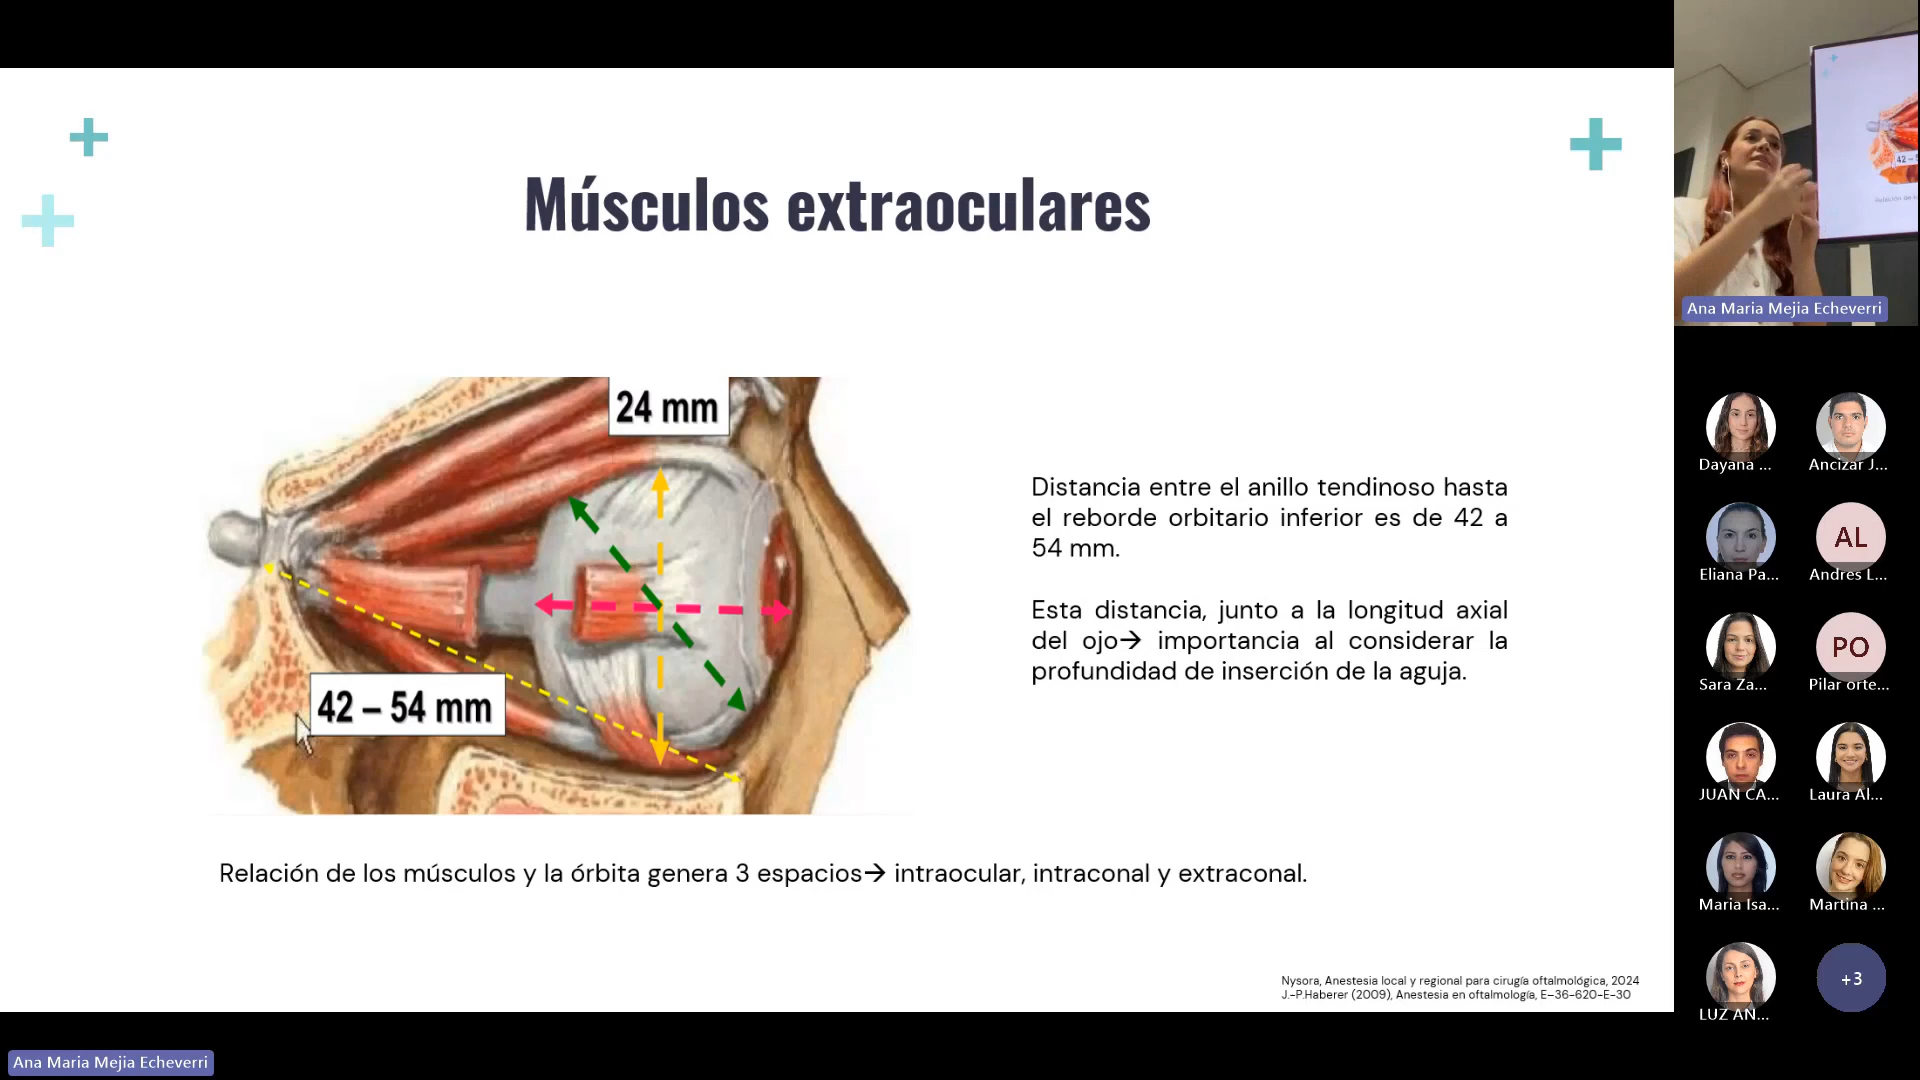 Músculos extraoculares
24 mm
42 – 54 mm
Distancia entre el anillo tendinoso hasta
el reborde orbitario inferior es de 42 a
54 mm.
Esta distancia, junto a la longitud axial
del ojo→ importancia al considerar la
profundidad de inserción de la aguja.
Relación de los músculos y la órbita genera 3 espacios→ intraocular, intraconal y extraconal.
Nysora, Anestesia local y regional para cirugía oftalmológica, 2024
J.-P.Haberer (2009), Anestesia en oftalmología, E–36-620-E-30
Ana Maria Mejia Echeverri
Dayana ...
Ancizar J...
Eliana Pa...
AL
Andres L...
Sara Za...
PO
Pilar orte...
JUAN CA...
Laura Al...
Maria Isa...
Martina ...
LUZ AN...
+3
Ana Maria Mejia Echeverri